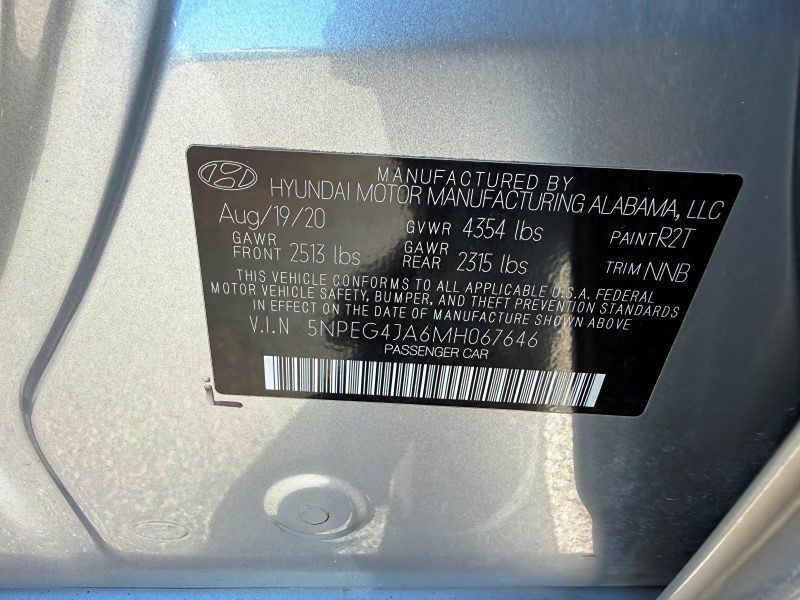 MANUFACTURED BY
HYUNDAI MOTOR MANUFACTURING ALABAMA, LLC
Aug/19/20 GVWR 4354 lbs PAINT R2T
GAWR FRONT 2513 lbs GAWR REAR 2315 lbs TRIM NNB
THIS VEHICLE CONFORMS TO ALL APPLICABLE U.S.A. FEDERAL
MOTOR VEHICLE SAFETY, BUMPER, AND THEFT PREVENTION STANDARDS
IN EFFECT ON THE DATE OF MANUFACTURE SHOWN ABOVE
V.I.N 5NPEG4JA6MH067646
PASSENGER CAR